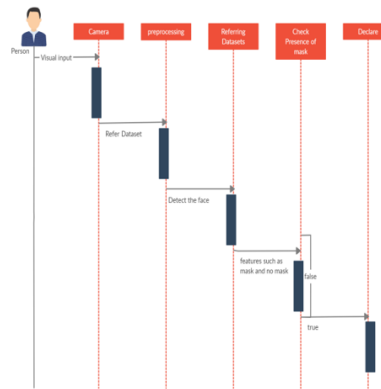 Camera
preprocessing
Referring
Datasets
Check
Presence of
mask
Declare
Person
Visual input
Refer Dataset
Detect the face
features such as
mask and no mask
false
true